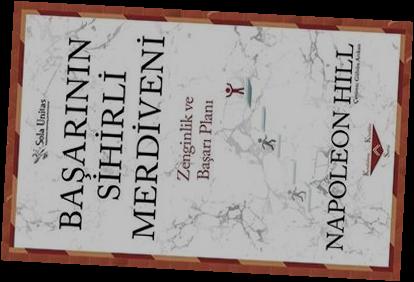 Sola Unitas
BAŞARININ
SİHİRLİ
MERDİVENİ
Zenginlik ve
Başarı Planı
NAPOLEON HILL